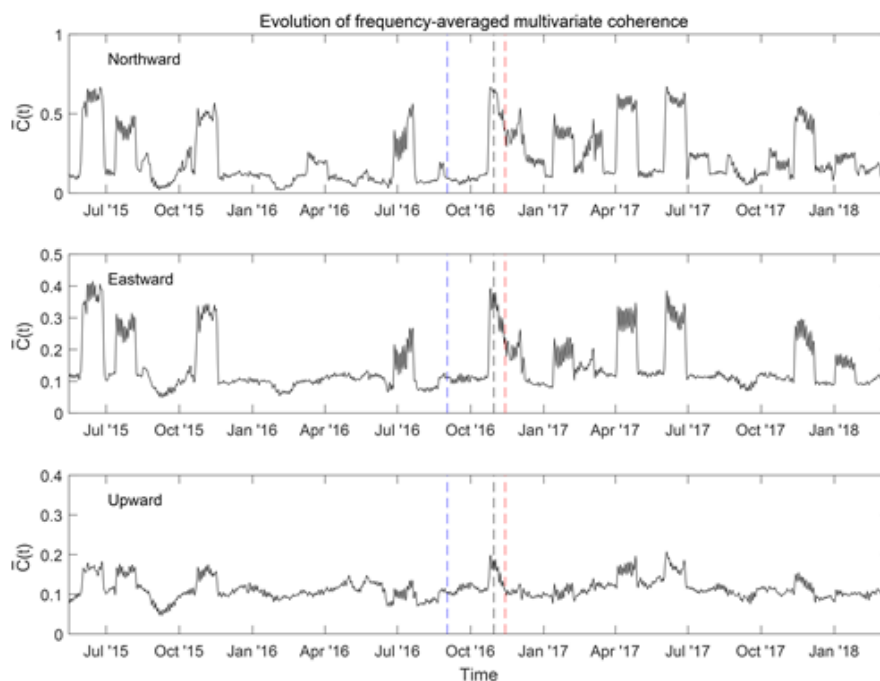 Evolution of frequency-averaged multivariate coherence
1
Northward
C̄(t)
0.5
0
Jul '15 Oct '15 Jan '16 Apr '16 Jul '16 Oct '16 Jan '17 Apr '17 Jul '17 Oct '17 Jan '18
0.5
Eastward
0.4
0.3
C̄(t)
0.2
0.1
0
Jul '15 Oct '15 Jan '16 Apr '16 Jul '16 Oct '16 Jan '17 Apr '17 Jul '17 Oct '17 Jan '18
0.4
Upward
0.3
C̄(t)
0.2
0.1
0
Jul '15 Oct '15 Jan '16 Apr '16 Jul '16 Oct '16 Jan '17 Apr '17 Jul '17 Oct '17 Jan '18
Time